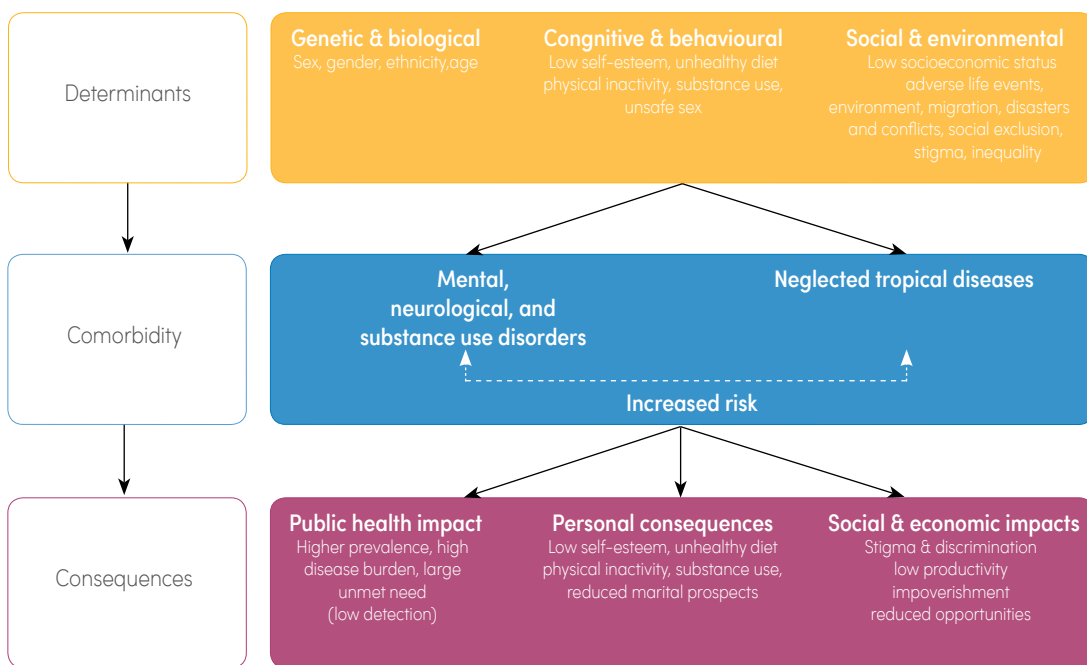 Determinants
Genetic & biological
Sex, gender, ethnicity,age
Congnitive & behavioural
Low self-esteem, unhealthy diet
physical inactivity, substance use,
unsafe sex
Social & environmental
Low socioeconomic status
adverse life events,
environment, migration, disasters
and conflicts, social exclusion,
stigma, inequality
Comorbidity
Mental,
neurological, and
substance use disorders
Neglected tropical diseases
Increased risk
Consequences
Public health impact
Higher prevalence, high
disease burden, large
unmet need
(low detection)
Personal consequences
Low self-esteem, unhealthy diet
physical inactivity, substance use,
reduced marital prospects
Social & economic impacts
Stigma & discrimination
low productivity
impoverishment
reduced opportunities